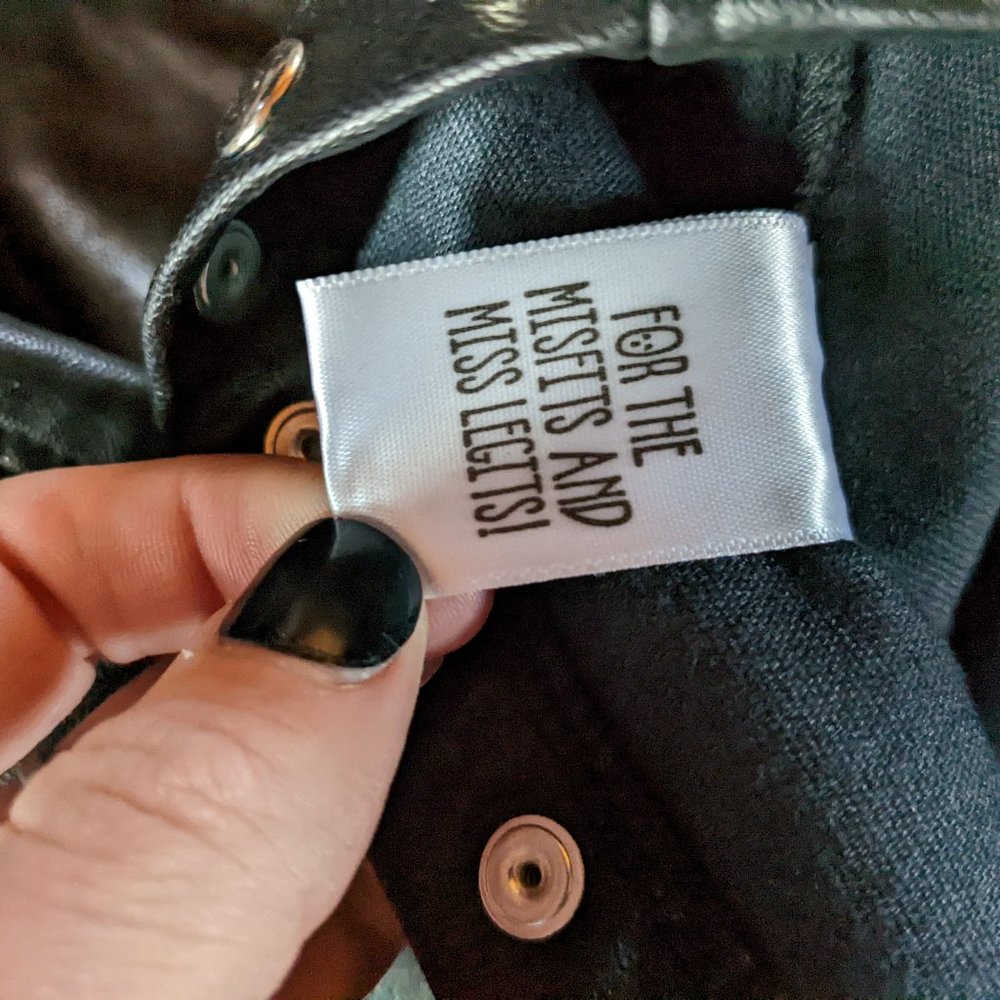 FOR THE
MISFITS AND
MISS LEGITS!